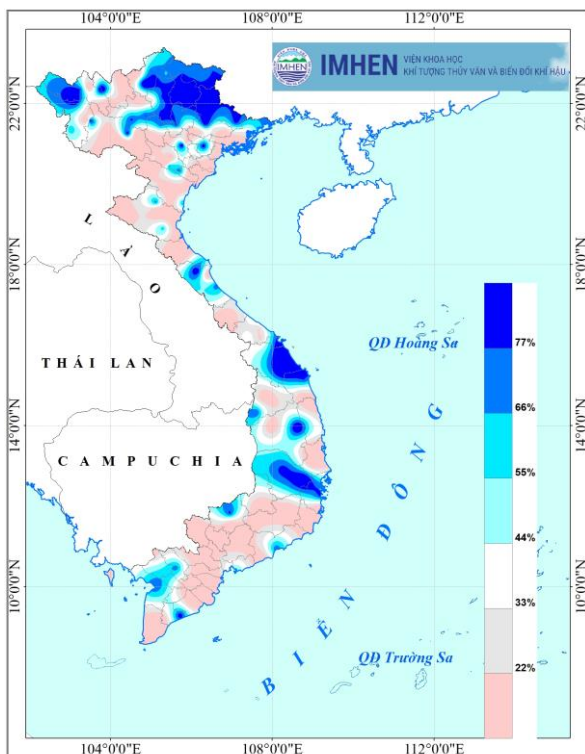 104°0'0"E 108°0'0"E 112°0'0"E
IMHEN
IMHEN
VIỆN KHOA HỌC
KHÍ TƯỢNG THỦY VĂN VÀ BIẾN ĐỔI KHÍ HẬU
22°0'0"N 22°0'0"N
LÀO
18°0'0"N 18°0'0"N
77%
QĐ Hoàng Sa
THÁI LAN
66%
14°0'0"N 14°0'0"N
CAMPUCHIA
55%
44%
BIỂN ĐÔNG
10°0'0"N 10°0'0"N
33%
QĐ Trường Sa
22%
104°0'0"E 108°0'0"E 112°0'0"E